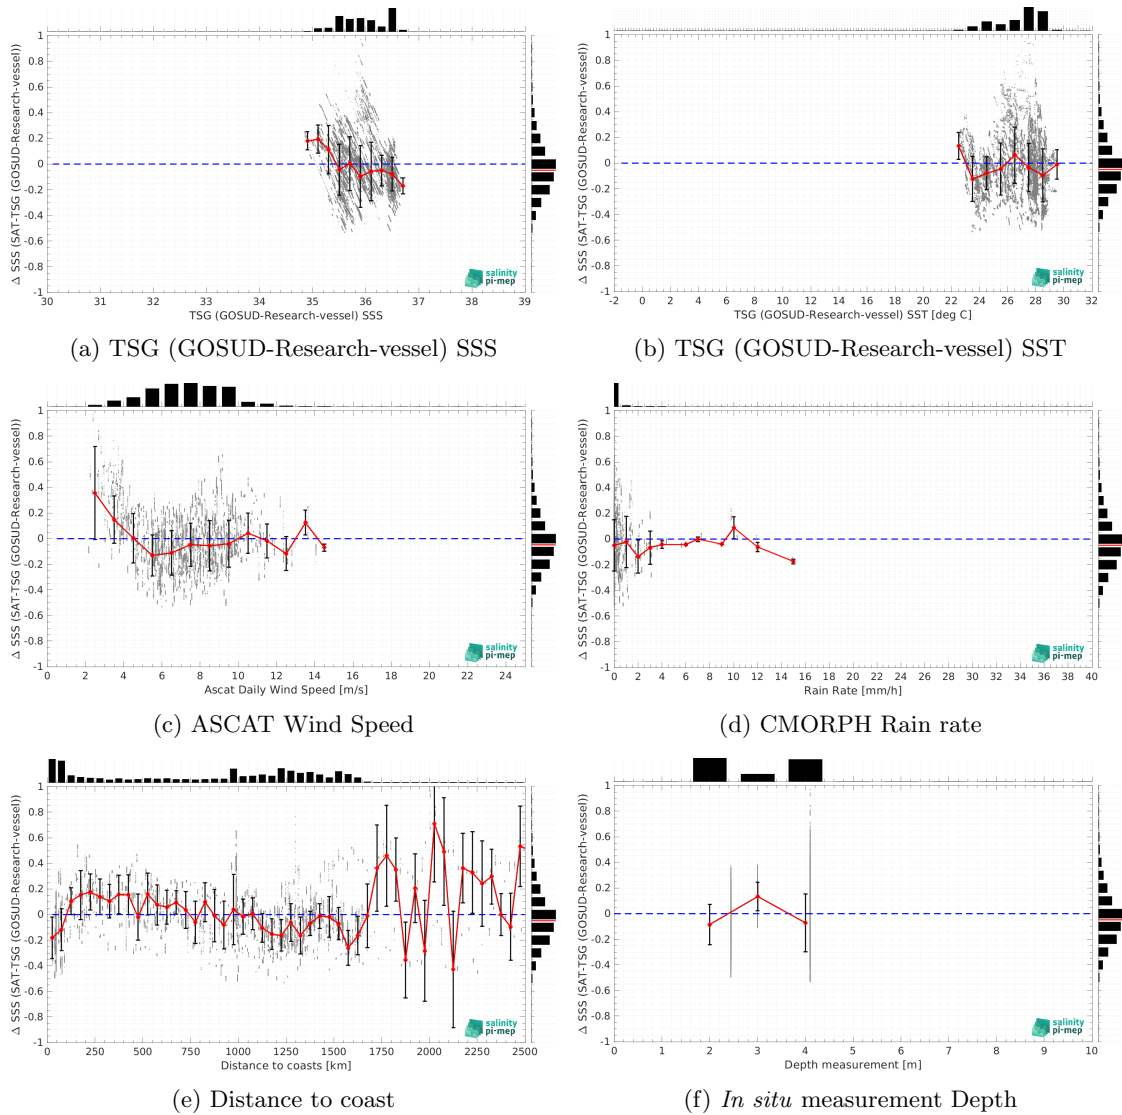 Δ SSS (SAT-TSG (GOSUD-Research-vessel))
1
0.8
0.6
0.4
0.2
0
-0.2
-0.4
-0.6
-0.8
-1
30 31 32 33 34 35 36 37 38 39
TSG (GOSUD-Research-vessel) SSS
salinity
pi-mep
(a) TSG (GOSUD-Research-vessel) SSS
Δ SSS (SAT-TSG (GOSUD-Research-vessel))
1
0.8
0.6
0.4
0.2
0
-0.2
-0.4
-0.6
-0.8
-1
-2 0 2 4 6 8 10 12 14 16 18 20 22 24 26 28 30 32
TSG (GOSUD-Research-vessel) SST [deg C]
salinity
pi-mep
(b) TSG (GOSUD-Research-vessel) SST
Δ SSS (SAT-TSG (GOSUD-Research-vessel))
1
0.8
0.6
0.4
0.2
0
-0.2
-0.4
-0.6
-0.8
-1
0 2 4 6 8 10 12 14 16 18 20 22 24
Ascat Daily Wind Speed [m/s]
salinity
pi-mep
(c) ASCAT Wind Speed
Δ SSS (SAT-TSG (GOSUD-Research-vessel))
1
0.8
0.6
0.4
0.2
0
-0.2
-0.4
-0.6
-0.8
-1
0 2 4 6 8 10 12 14 16 18 20 22 24 26 28 30 32 34 36 38 40
Rain Rate [mm/h]
salinity
pi-mep
(d) CMORPH Rain rate
Δ SSS (SAT-TSG (GOSUD-Research-vessel))
1
0.8
0.6
0.4
0.2
0
-0.2
-0.4
-0.6
-0.8
-1
0 250 500 750 1000 1250 1500 1750 2000 2250 2500
Distance to coasts [km]
salinity
pi-mep
(e) Distance to coast
Δ SSS (SAT-TSG (GOSUD-Research-vessel))
1
0.8
0.6
0.4
0.2
0
-0.2
-0.4
-0.6
-0.8
-1
0 1 2 3 4 5 6 7 8 9 10
Depth measurement [m]
salinity
pi-mep
(f) In situ measurement Depth